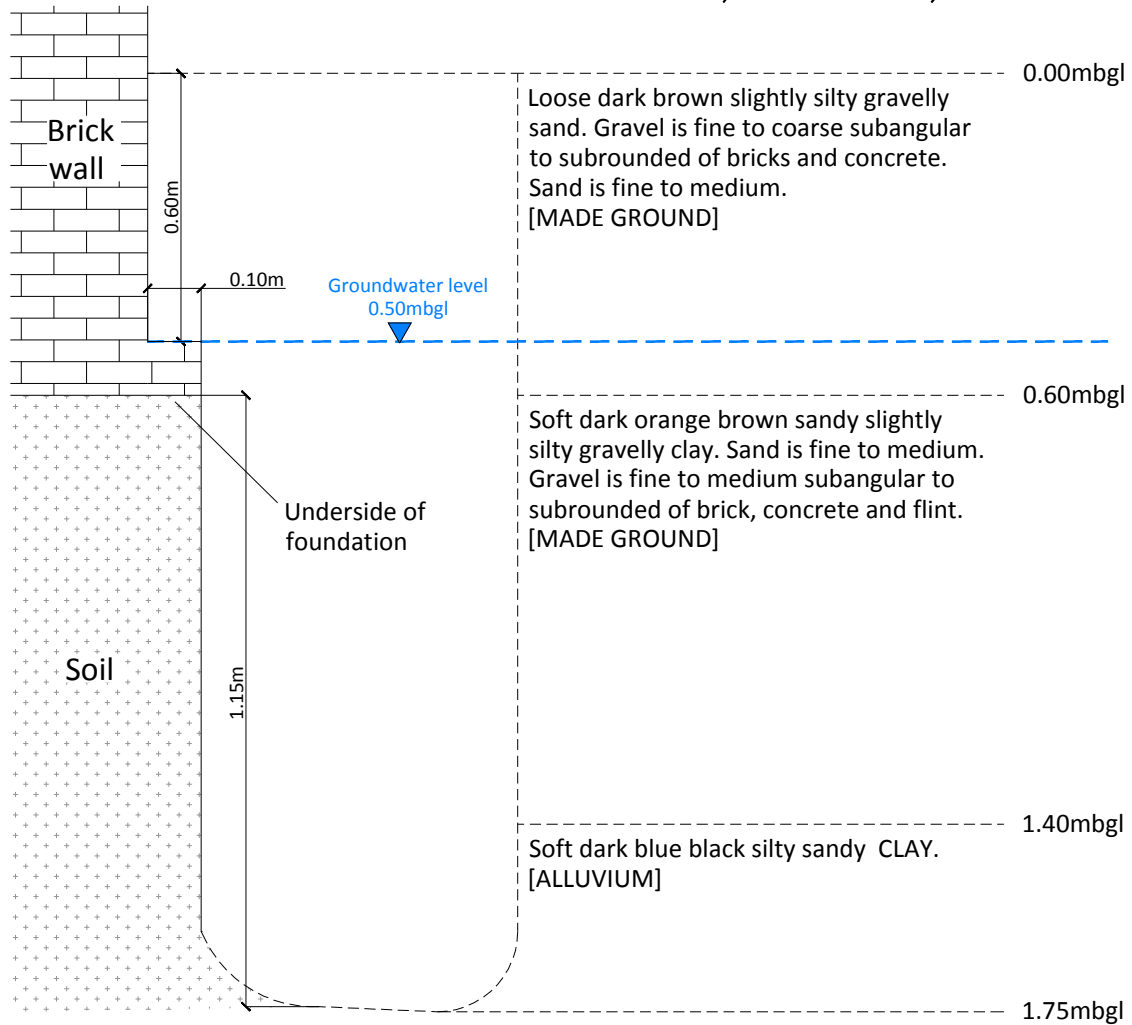 0.00mbgl
Loose dark brown slightly silty gravelly
sand. Gravel is fine to coarse subangular
to subrounded of bricks and concrete.
Sand is fine to medium.
[MADE GROUND]
Brick
wall
0.60m
0.10m
Groundwater level
0.50mbgl
0.60mbgl
Soft dark orange brown sandy slightly
silty gravelly clay. Sand is fine to medium.
Gravel is fine to medium subangular to
subrounded of brick, concrete and flint.
[MADE GROUND]
Underside of
foundation
Soil
1.15m
1.40mbgl
Soft dark blue black silty sandy  CLAY.
[ALLUVIUM]
1.75mbgl